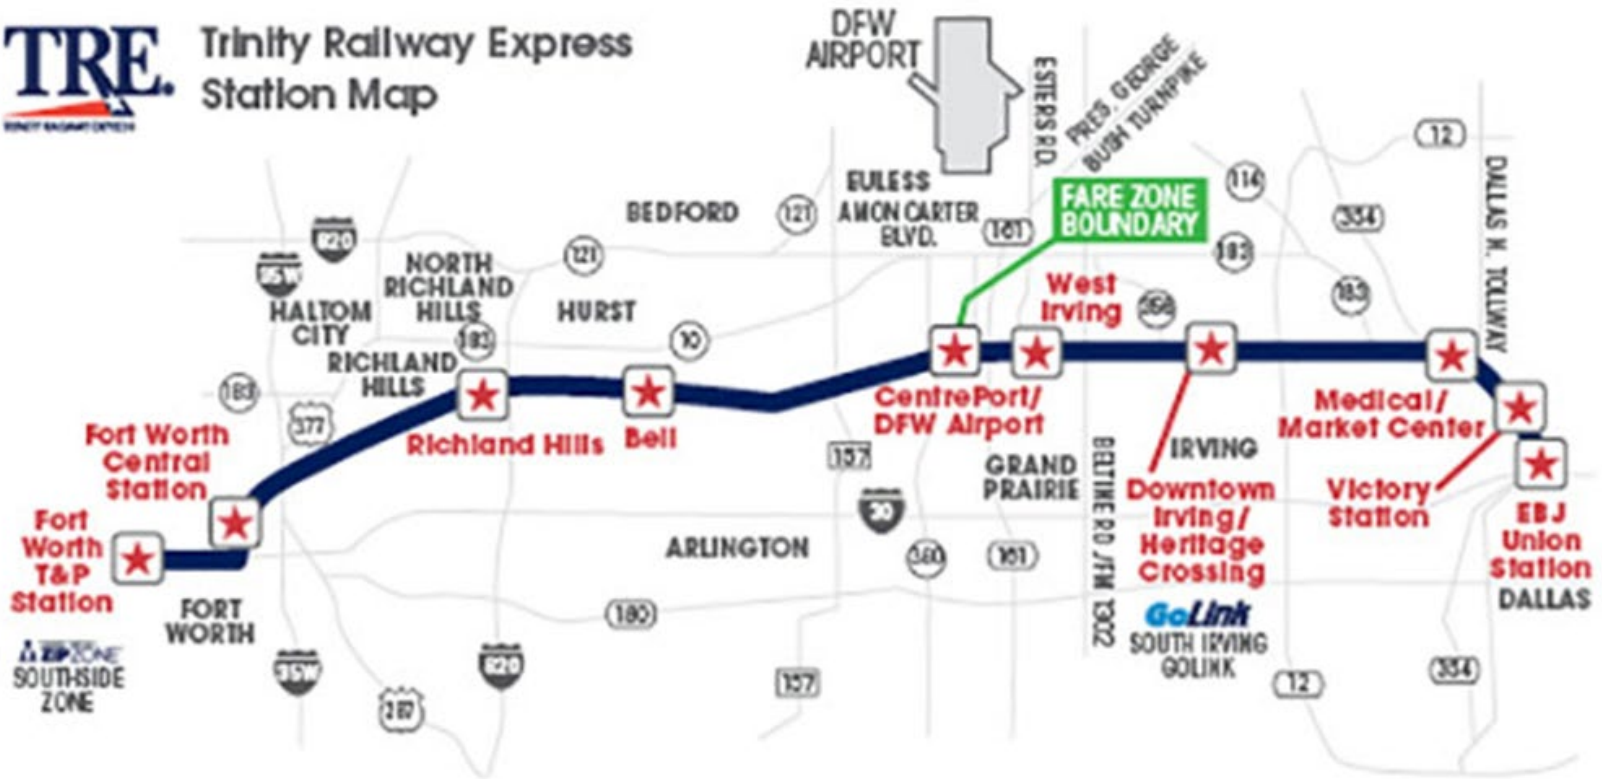 TRE.
Trinity Railway Express
Station Map
DFW
AIRPORT
ESTERS RD.
PRES. GEORGE
BUSH TURNPIKE
12
DALLAS N. TOLLWAY
EULESS
114
FARE ZONE
BOUNDARY
BEDFORD
121
AMON CARTER
BLVD.
161
354
820
35W
121
183
NORTH
RICHLAND
HILLS
West
Irving
HALTOM
CITY
HURST
356
183
183
10
RICHLAND
HILLS
183
377
CentrePort/
DFW Airport
Medical/
Market Center
Fort Worth
Central
Station
Richland Hills
Bell
157
IRVING
GRAND
PRAIRIE
BELTINE RD /FM 1302
Downtown
Irving/
Heritage
Crossing
Victory
Station
30
Fort
Worth
T&P
Station
EBJ
Union
Station
DALLAS
ARLINGTON
360
161
FORT
WORTH
180
GoLink
SOUTH IRVING
GOLINK
ZIPZONE
SOUTHSIDE
ZONE
35W
820
157
12
354
287